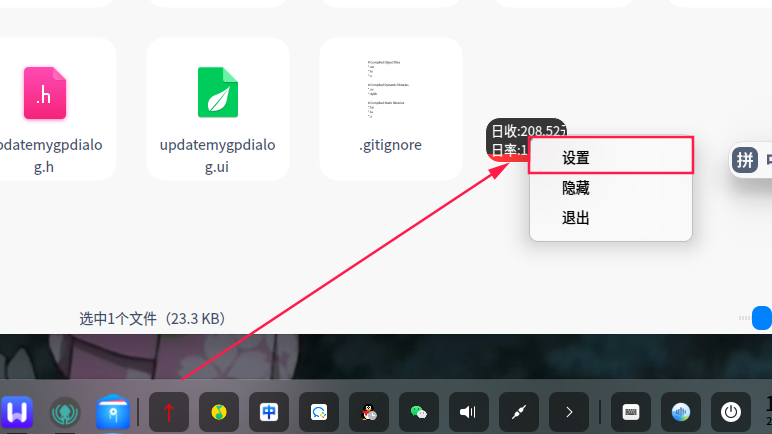 .h
pdatemygpdialo
g.h
updatemygpdialo
g.ui
.gitignore
日收:208.52
日率:1
设置
隐藏
退出
拼
选中1个文件（23.3 KB）
中